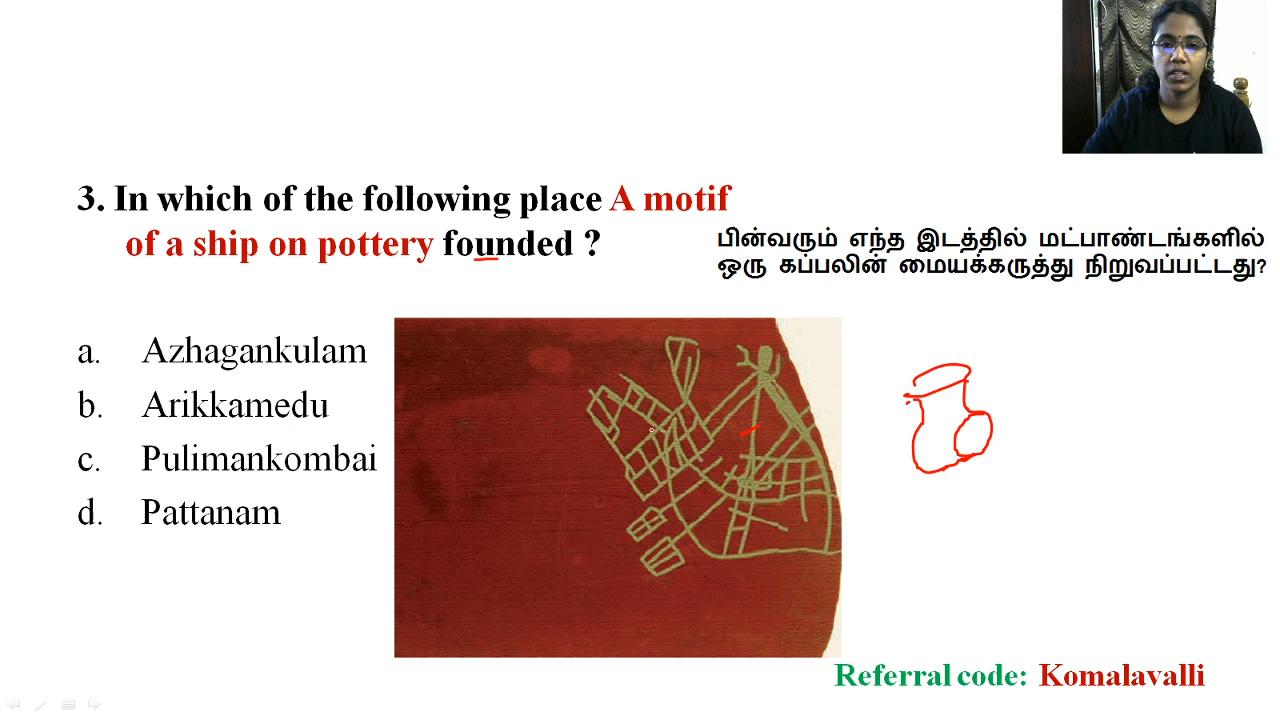 3. In which of the following place A motif
of a ship on pottery founded ?
பின்வரும் எந்த இடத்தில் மட்பாண்டங்களில்
ஒரு கப்பலின் மையக்கருத்து நிறுவப்பட்டது?
a. Azhagankulam
b. Arikkamedu
c. Pulimankombai
d. Pattanam
Referral code: Komalavalli